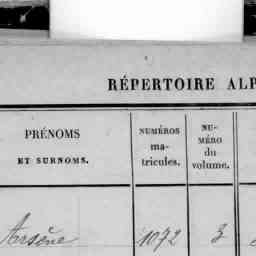 RÉPERTOIRE ALP
PRÉNOMS
ET SURNOMS.
NUMÉROS
ma-
tricules.
NU-
MÉRO
du
volume.
Arsène 1072 3